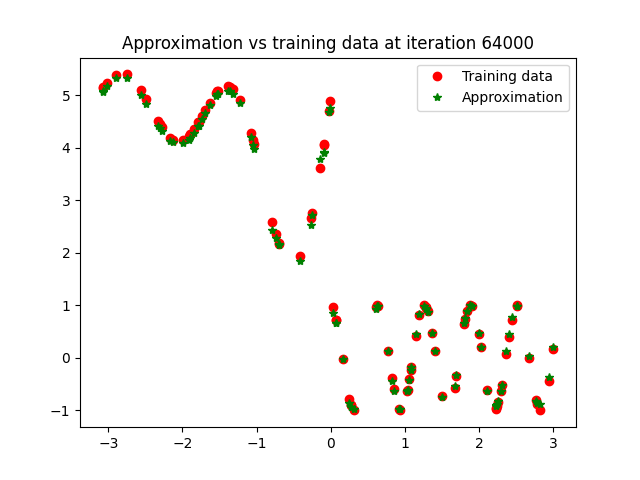 Approximation vs training data at iteration 64000
Training data
Approximation
5
4
3
2
1
0
−1
−3 −2 −1 0 1 2 3